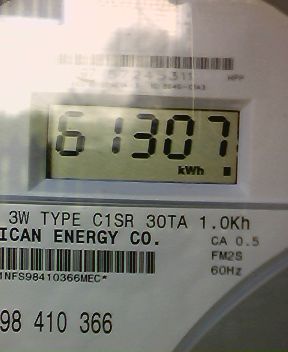 61307
kWh
3W TYPE C1SR 30TA 1.0Kh
ICAN ENERGY CO.
CA 0.5
FM2S
60Hz
NFS98410366MEC*
98 410 366